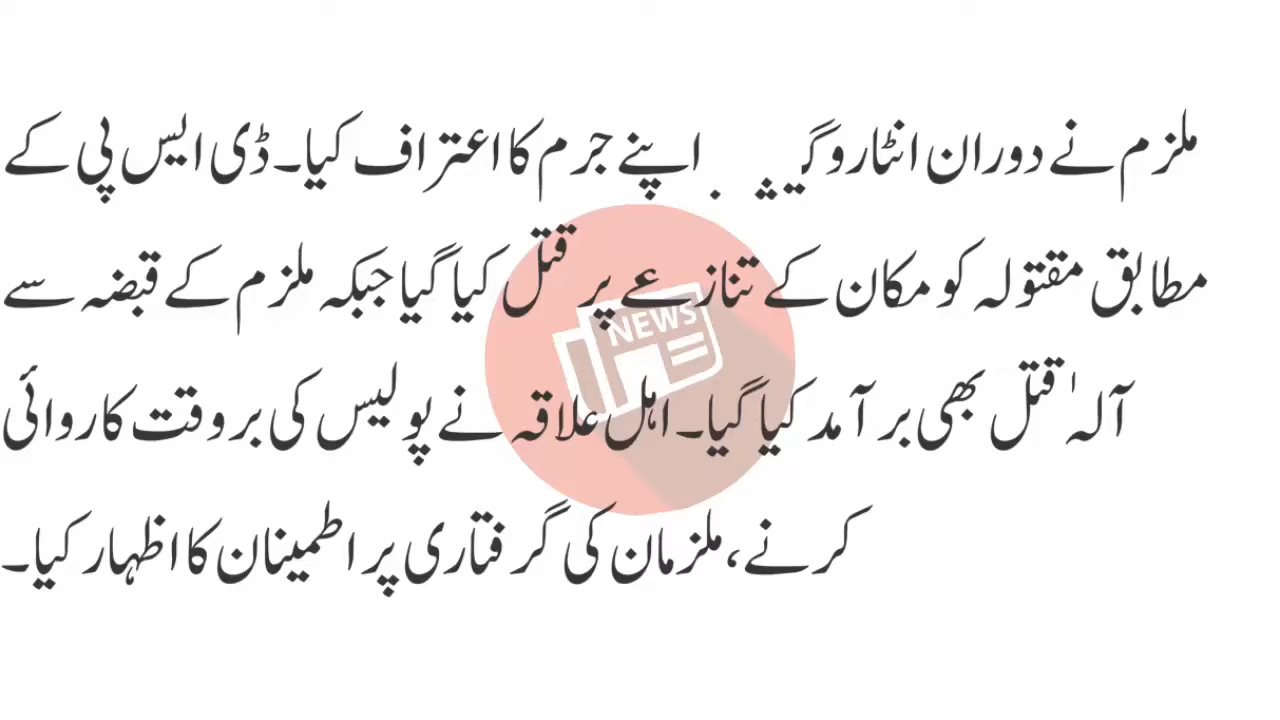 ملزم نے دوران اپنے جرم کا اعتراف کیا۔ ڈی ایس پی کے
مطابق مقتولہ کو مکان کے تنازعے پر قتل کیا گیا جبکہ ملزم کے قبضہ سے
آلہٰ قتل بھی برآمد کیا گیا۔ اہل علاقہ نے پولیس کی بروقت کاروائی
کرنے، ملزمان کی گرفتاری پر اطمینان کا اظہار کیا۔
NEWS